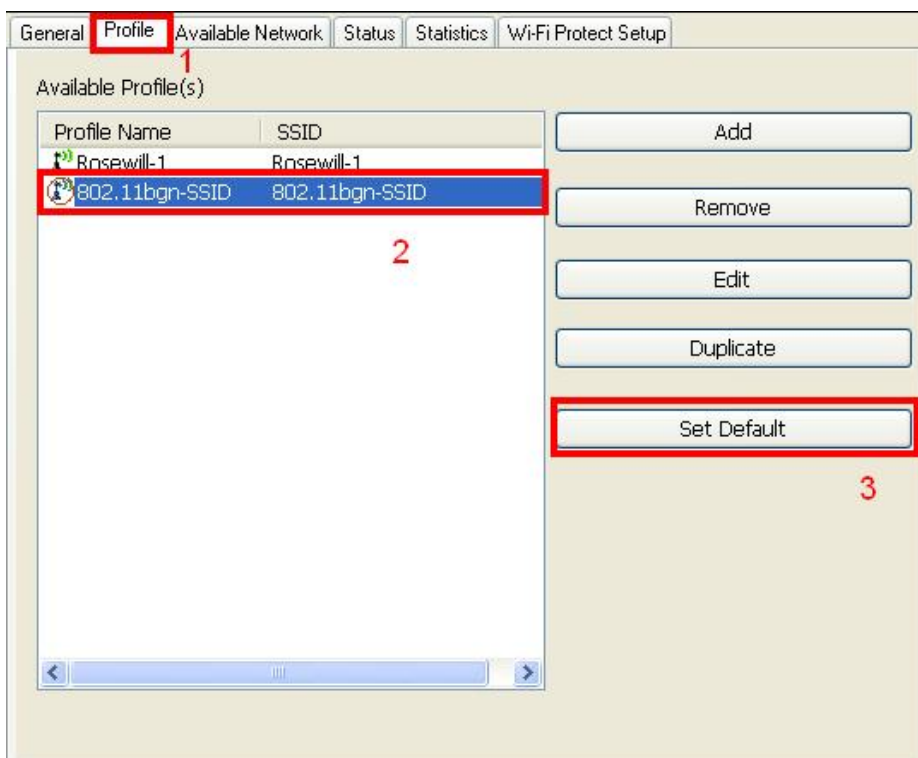 General Profile Available Network Status Statistics Wi-Fi Protect Setup
1
Available Profile(s)
Profile Name SSID
Rosewill-1 Rosewill-1
802.11bgn-SSID 802.11bgn-SSID
2
Add
Remove
Edit
Duplicate
Set Default
3